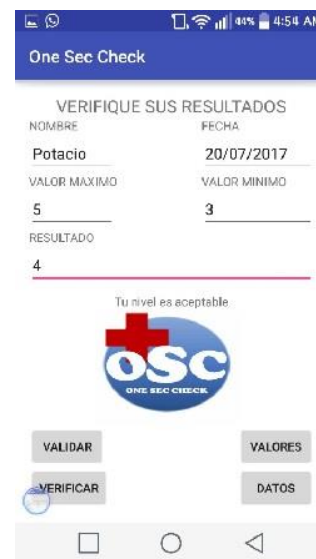 44% 4:54 AM
One Sec Check
VERIFIQUE SUS RESULTADOS
NOMBRE FECHA
Potacio 20/07/2017
VALOR MAXIMO VALOR MINIMO
5 3
RESULTADO
4
Tu nivel es aceptable
OSC
ONE SEC CHECK
VALIDAR VALORES
VERIFICAR DATOS